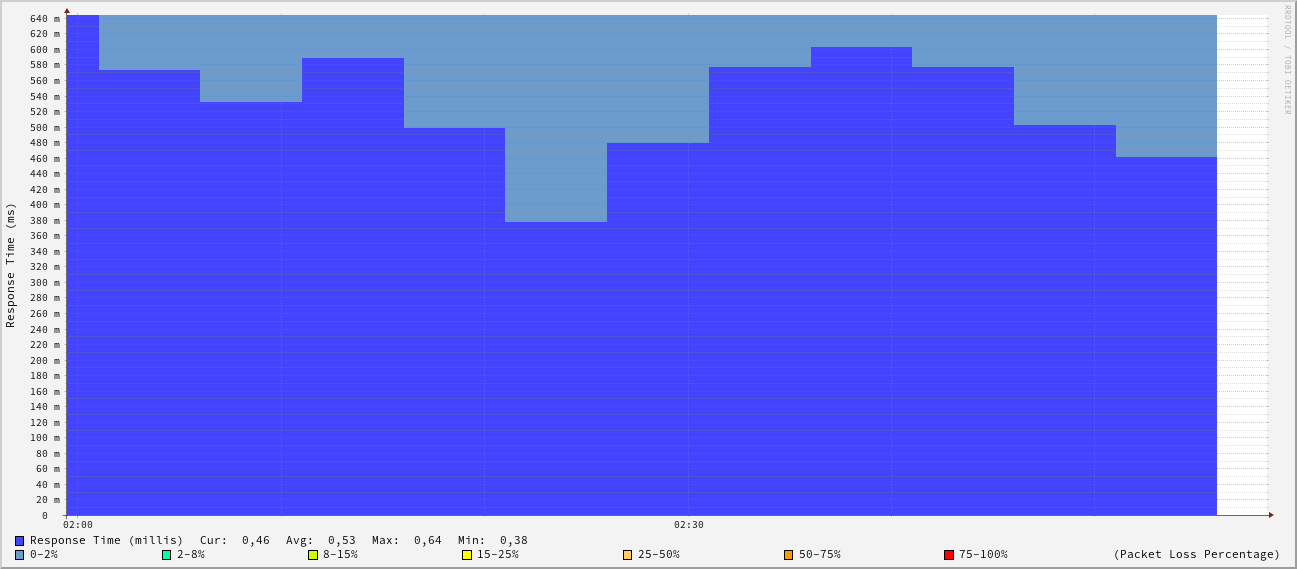 RRDTOOL / TOBI OETIKER
Response Time (ms)
640 m
620 m
600 m
580 m
560 m
540 m
520 m
500 m
480 m
460 m
440 m
420 m
400 m
380 m
360 m
340 m
320 m
300 m
280 m
260 m
240 m
220 m
200 m
180 m
160 m
140 m
120 m
100 m
80 m
60 m
40 m
20 m
0
02:00 02:30
Response Time (millis) Cur: 0,46 Avg: 0,53 Max: 0,64 Min: 0,38
0-2% 2-8% 8-15% 15-25% 25-50% 50-75% 75-100% (Packet Loss Percentage)